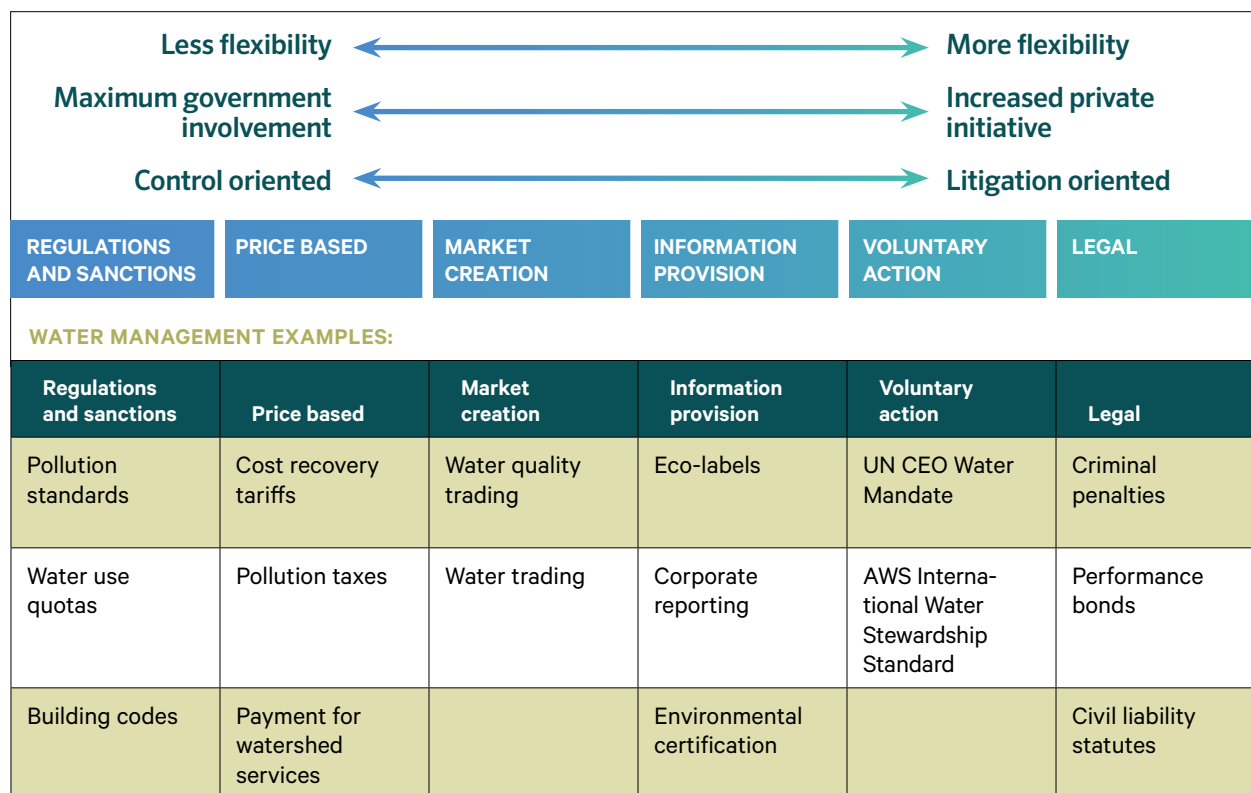 Less flexibility
More flexibility
Maximum government
involvement
Increased private
initiative
Control oriented
Litigation oriented
REGULATIONS
AND SANCTIONS
PRICE BASED
MARKET
CREATION
INFORMATION
PROVISION
VOLUNTARY
ACTION
LEGAL
WATER MANAGEMENT EXAMPLES:
Regulations
and sanctions
Price based
Market
creation
Information
provision
Voluntary
action
Legal
Pollution
standards
Cost recovery
tariffs
Water quality
trading
Eco-labels
UN CEO Water
Mandate
Criminal
penalties
Water use
quotas
Pollution taxes
Water trading
Corporate
reporting
AWS Interna-
tional Water
Stewardship
Standard
Performance
bonds
Building codes
Payment for
watershed
services
Environmental
certification
Civil liability
statutes